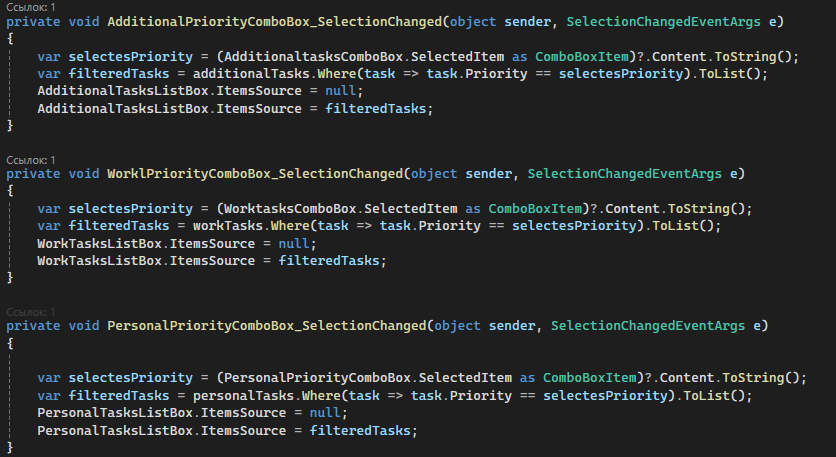 Ссылок: 1
private void AdditionalPriorityComboBox_SelectionChanged(object sender, SelectionChangedEventArgs e)
{
var selectesPriority = (AdditionaltasksComboBox.SelectedItem as ComboBoxItem)?.Content.ToString();
var filteredTasks = additionalTasks.Where(task => task.Priority == selectesPriority).ToList();
AdditionalTasksListBox.ItemsSource = null;
AdditionalTasksListBox.ItemsSource = filteredTasks;
}
Ссылок: 1
private void WorklPriorityComboBox_SelectionChanged(object sender, SelectionChangedEventArgs e)
{
var selectesPriority = (WorktasksComboBox.SelectedItem as ComboBoxItem)?.Content.ToString();
var filteredTasks = workTasks.Where(task => task.Priority == selectesPriority).ToList();
WorkTasksListBox.ItemsSource = null;
WorkTasksListBox.ItemsSource = filteredTasks;
}
Ссылок: 1
private void PersonalPriorityComboBox_SelectionChanged(object sender, SelectionChangedEventArgs e)
{
var selectesPriority = (PersonalPriorityComboBox.SelectedItem as ComboBoxItem)?.Content.ToString();
var filteredTasks = personalTasks.Where(task => task.Priority == selectesPriority).ToList();
PersonalTasksListBox.ItemsSource = null;
PersonalTasksListBox.ItemsSource = filteredTasks;
}